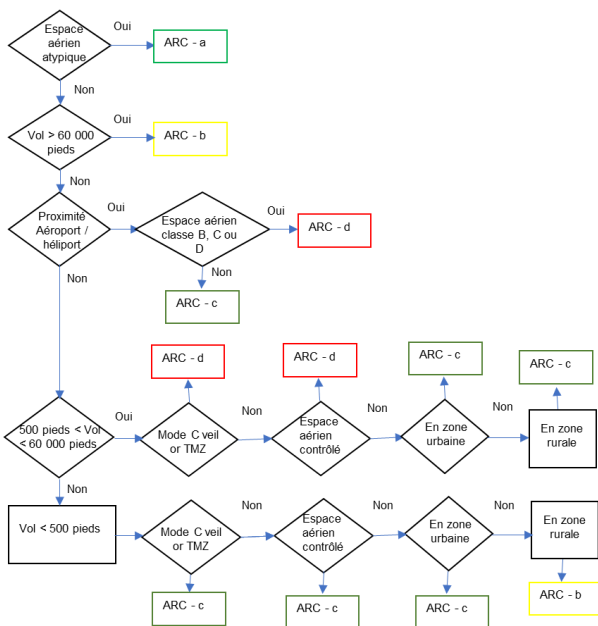 Espace
aérien
atypique
Oui
ARC - a
Non
Vol > 60 000
pieds
Oui
ARC - b
Non
Proximité
Aéroport /
héliport
Oui
Espace aérien
classe B, C ou
D
Oui
ARC - d
Non
Non
ARC - c
ARC - d
ARC - d
ARC - c
ARC - c
500 pieds < Vol
< 60 000 pieds
Oui
Mode C veil
or TMZ
Non
Espace
aérien
contrôlé
Non
En zone
urbaine
Non
En zone
rurale
Non
Vol < 500 pieds
Mode C veil
or TMZ
Non
Espace
aérien
contrôlé
Non
En zone
urbaine
Non
En zone
rurale
ARC - c
ARC - c
ARC - c
ARC - b